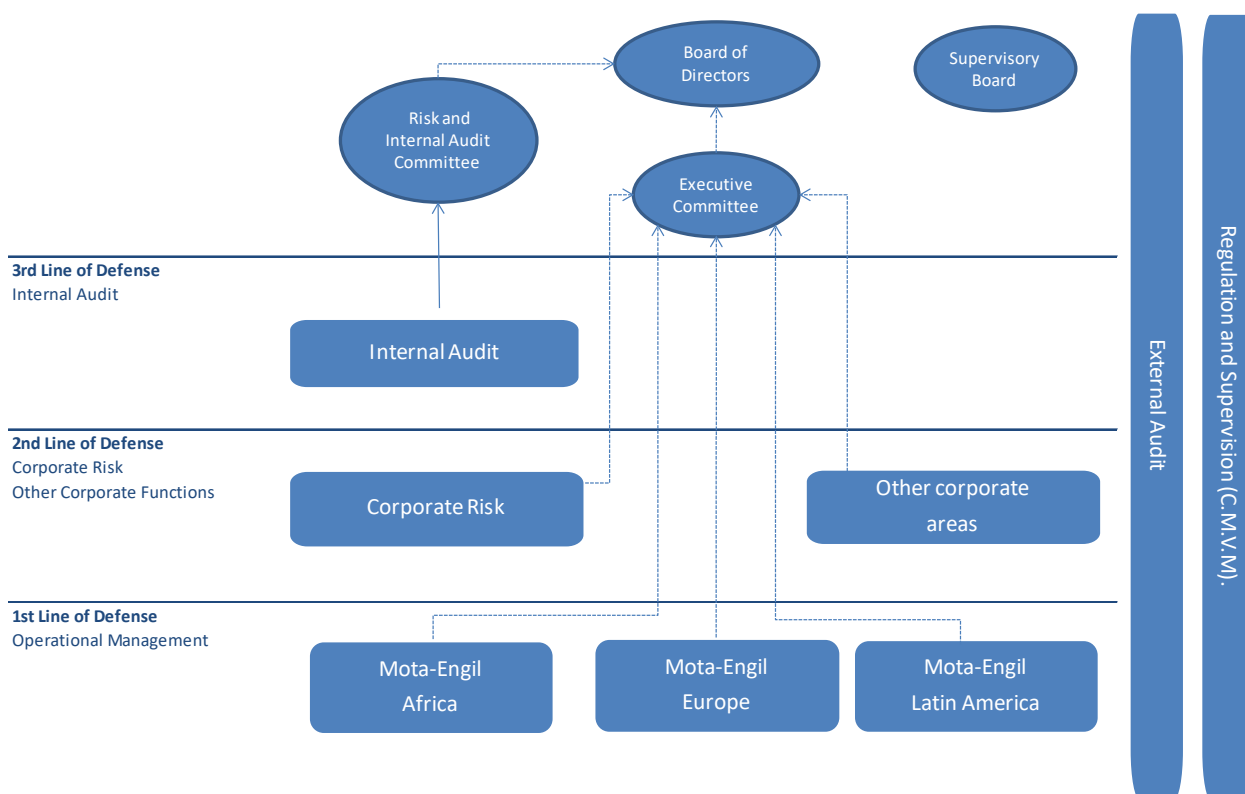 Board of
Directors
Supervisory
Board
Risk and
Internal Audit
Committee
Executive
Committee
3rd Line of Defense
Internal Audit
Internal Audit
2nd Line of Defense
Corporate Risk
Other Corporate Functions
Corporate Risk
Other corporate
areas
1st Line of Defense
Operational Management
Mota-Engil
Africa
Mota-Engil
Europe
Mota-Engil
Latin America
External Audit
Regulation and Supervision (C.M.V.M).